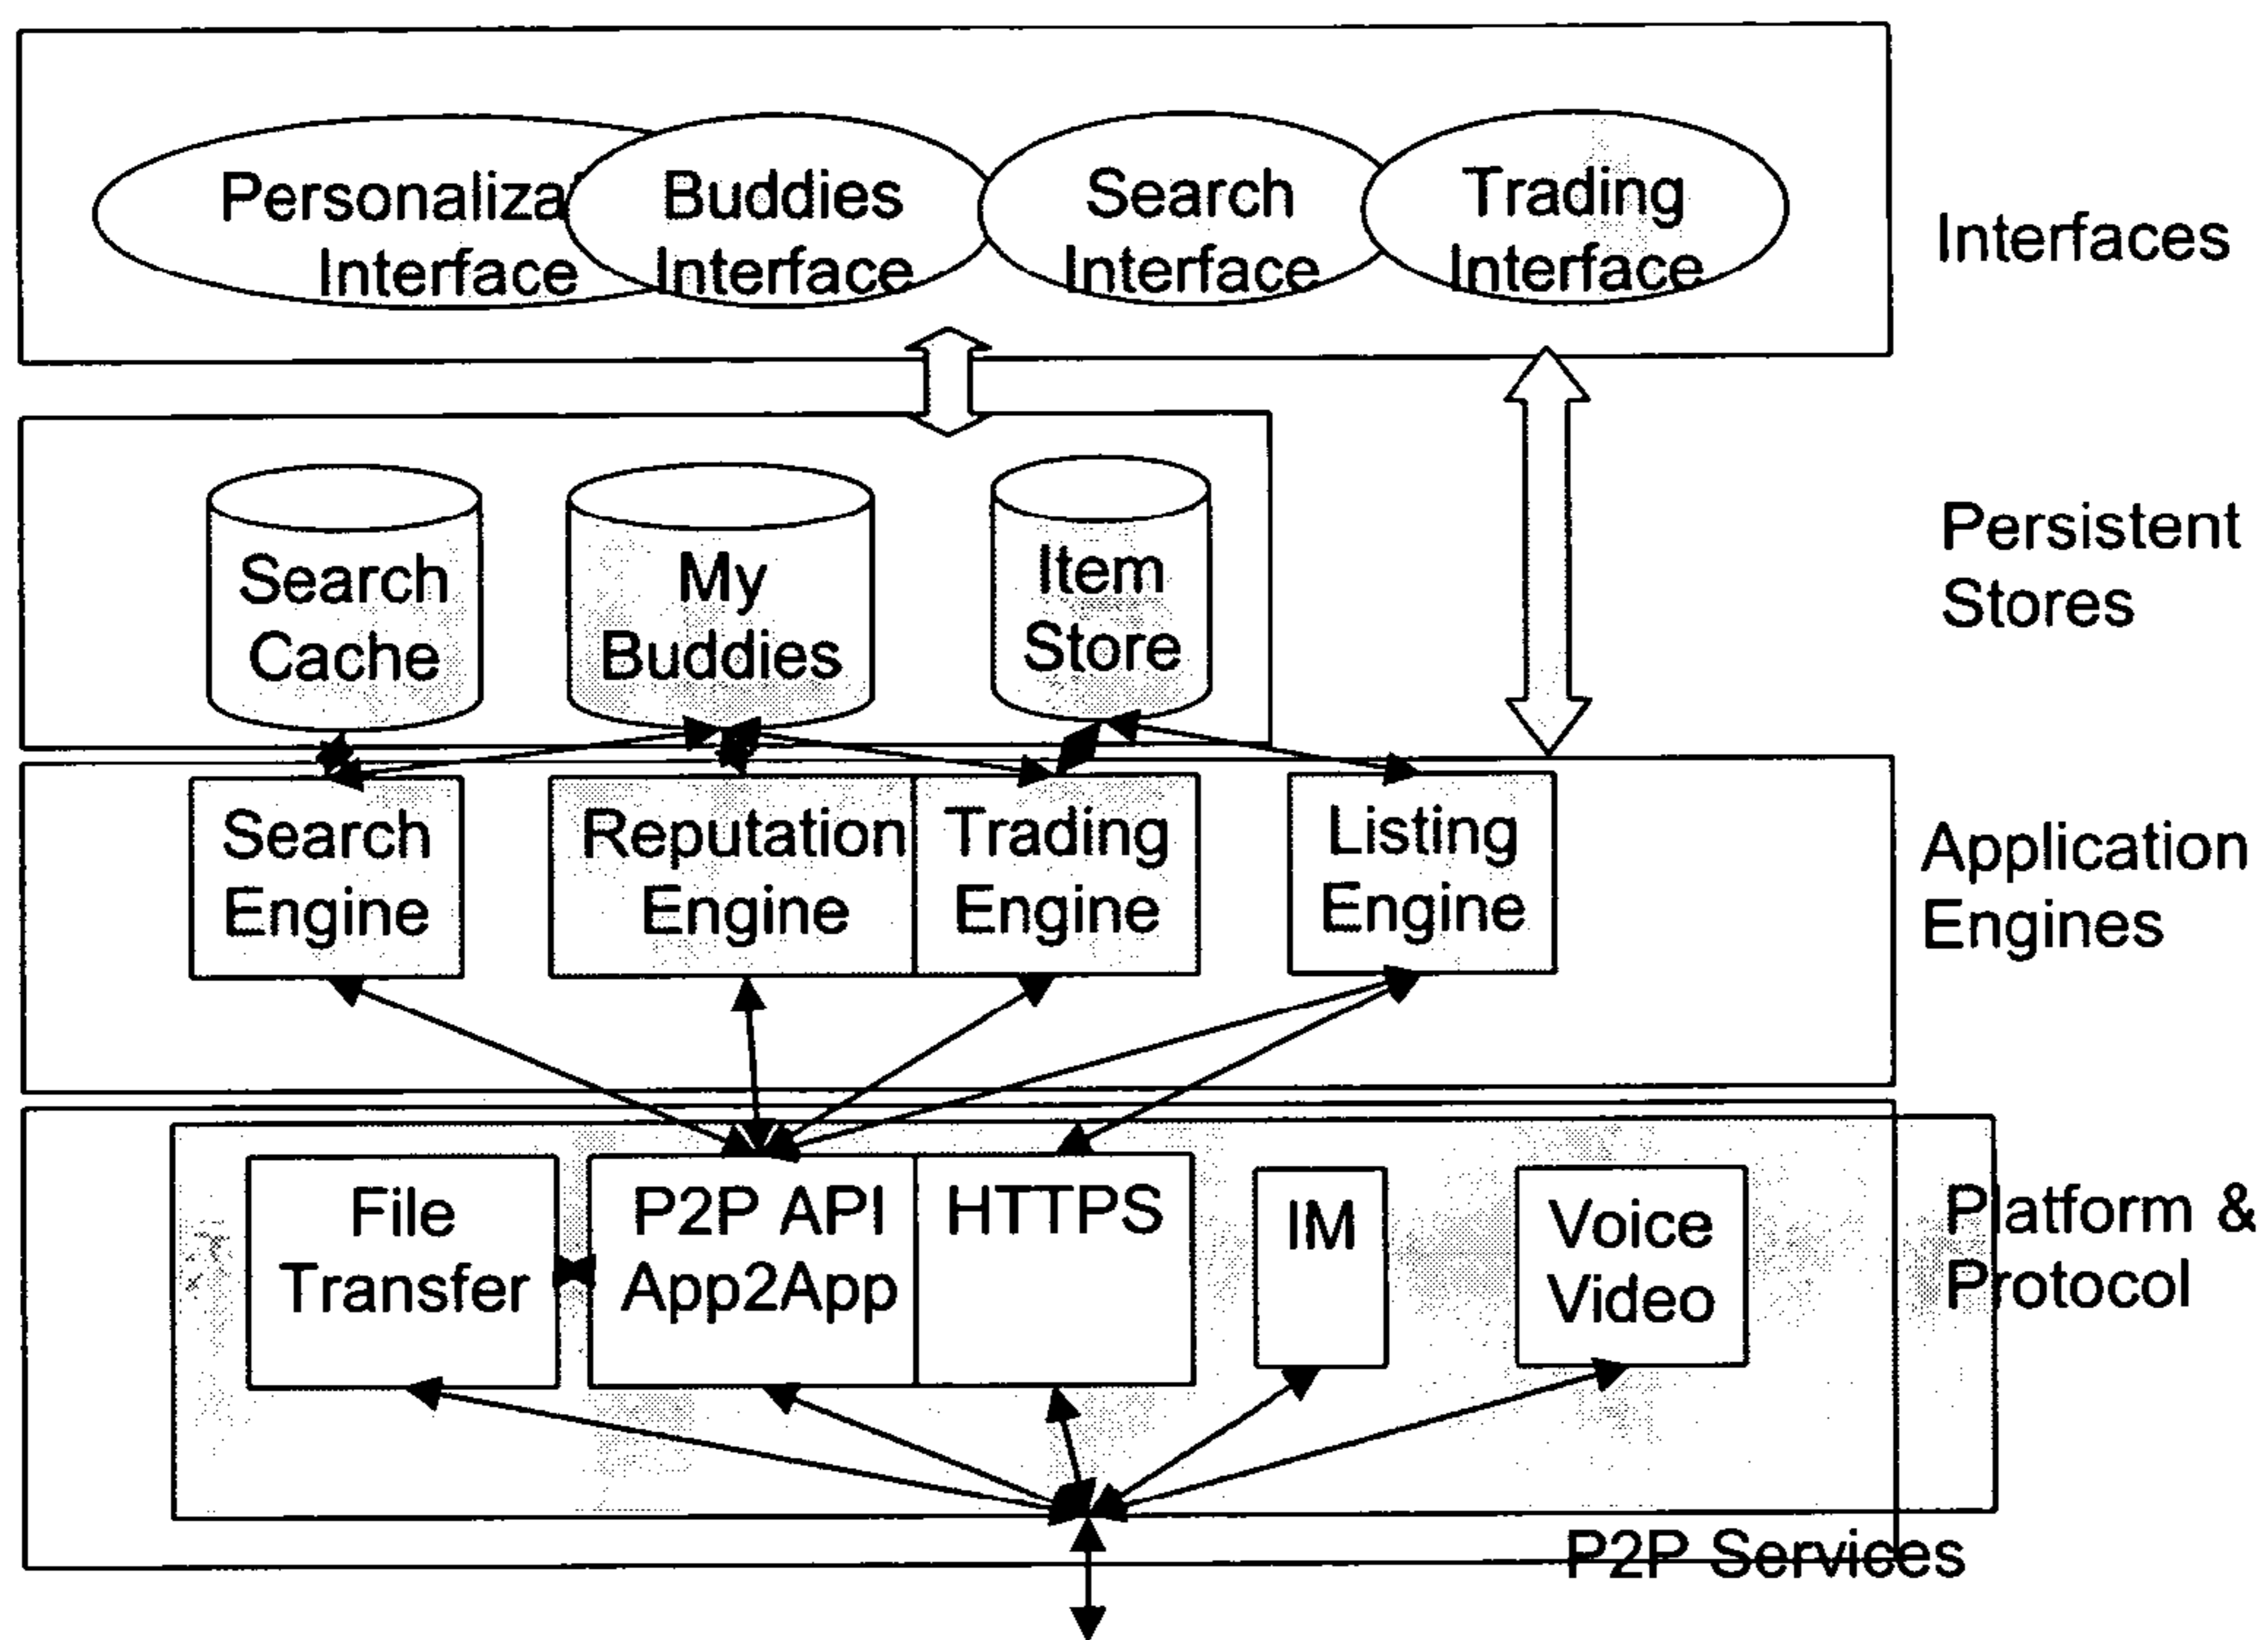 Personaliza
Interface
Buddies
Interface
Search
Interface
Trading
Interface
Interfaces
Search
Cache
My
Buddies
Item
Store
Persistent
Stores
Search
Engine
Reputation
Engine
Trading
Engine
Listing
Engine
Application
Engines
File
Transfer
P2P API
App2App
HTTPS
IM
Voice
Video
Platform &
Protocol
P2P Services